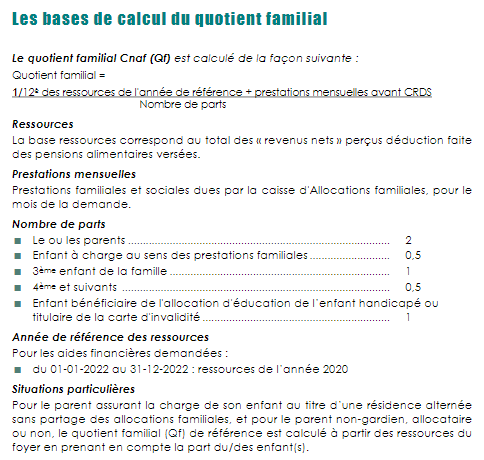 Les bases de calcul du quotient familial
Le quotient familial Cnaf (Qf) est calculé de la façon suivante :
Quotient familial =
1/12è des ressources de l'année de référence + prestations mensuelles avant CRDS
Nombre de parts
Ressources
La base ressources correspond au total des « revenus nets » perçus déduction faite
des pensions alimentaires versées.
Prestations mensuelles
Prestations familiales et sociales dues par la caisse d'Allocations familiales, pour le
mois de la demande.
Nombre de parts
■ Le ou les parents ........ 2
■ Enfant à charge au sens des prestations familiales ........ 0,5
■ 3ème enfant de la famille ........ 1
■ 4ème et suivants ........ 0,5
■ Enfant bénéficiaire de l'allocation d'éducation de l'enfant handicapé ou
titulaire de la carte d'invalidité ........ 1
Année de référence des ressources
Pour les aides financières demandées :
■ du 01-01-2022 au 31-12-2022 : ressources de l'année 2020
Situations particulières
Pour le parent assurant la charge de son enfant au titre d'une résidence alternée
sans partage des allocations familiales, et pour le parent non-gardien, allocataire
ou non, le quotient familial (Qf) de référence est calculé à partir des ressources du
foyer en prenant en compte la part du/des enfant(s).